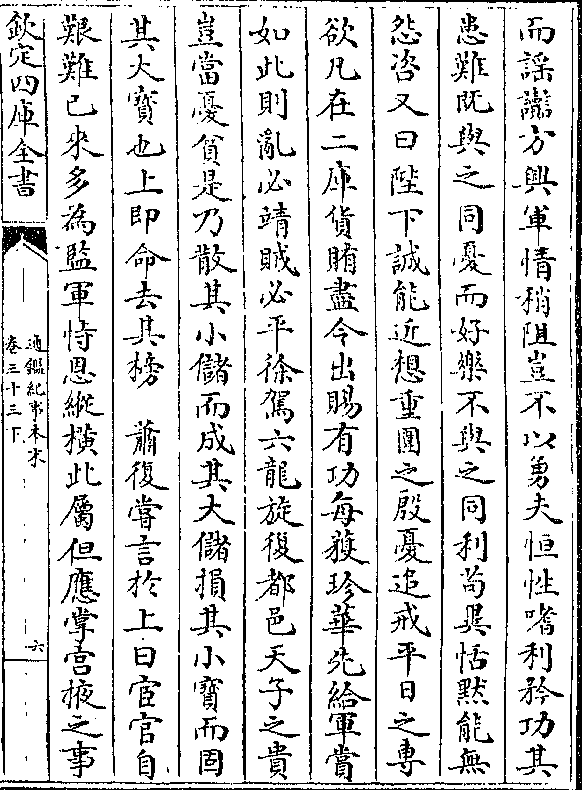 而謡讟方興軍情稍阻豈不以勇夫恒性嗜利矜功其
患難既與之同憂而好樂不與之同利苟異恬黙能無
怨咨又曰陛下誠能近想重圍之殷憂追戒平日之專
欲凡在二庫貨賄盡令出賜有功每獲珍華先給軍賞
如此則亂必靖賊必平徐駕六龍旋復都邑天子之貴
豈當憂貧是乃散其小儲而成其大儲損其小寳而固
其大寳也上即命去其榜 蕭復嘗言於上曰宦官自
艱難已來多為監軍恃恩縱橫此屬但應掌宫掖之事
欽定四庫全書
通鑑紀事本末
卷三十三下
六